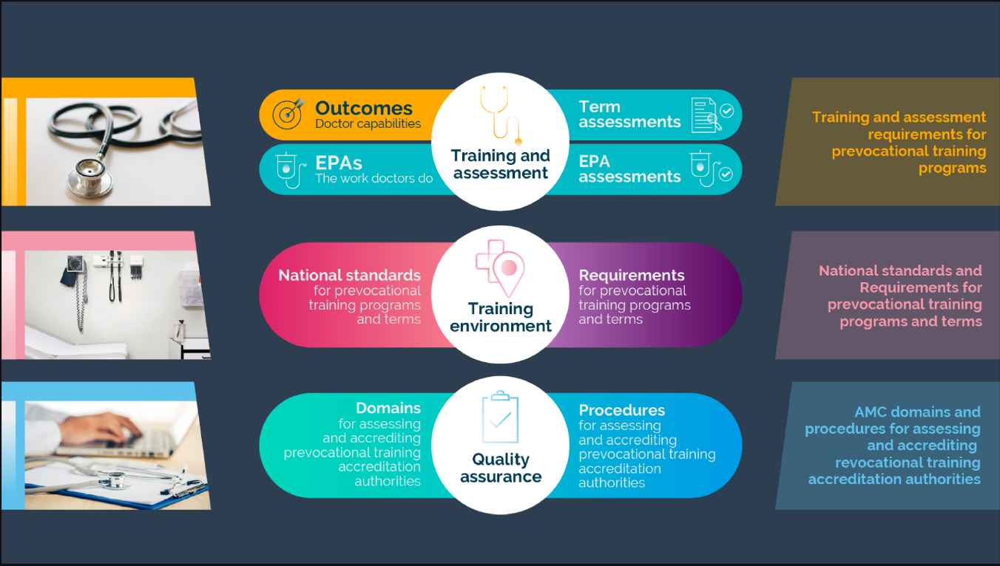 Outcomes
Doctor capabilities
EPAs
The work doctors do
Training and
assessment
Term
assessments
EPA
assessments
Training and assessment
requirements for
prevocational training
programs
National standards
for prevocational
training programs
and terms
Training
environment
Requirements
for prevocational
training programs
and terms
National standards and
Requirements for
prevocational training
programs and terms
Domains
for assessing
and accrediting
prevocational training
accreditation
authorities
Quality
assurance
Procedures
for assessing
and accrediting
prevocational training
accreditation
authorities
AMC domains and
procedures for assessing
and accrediting
revocational training
accreditation authorities